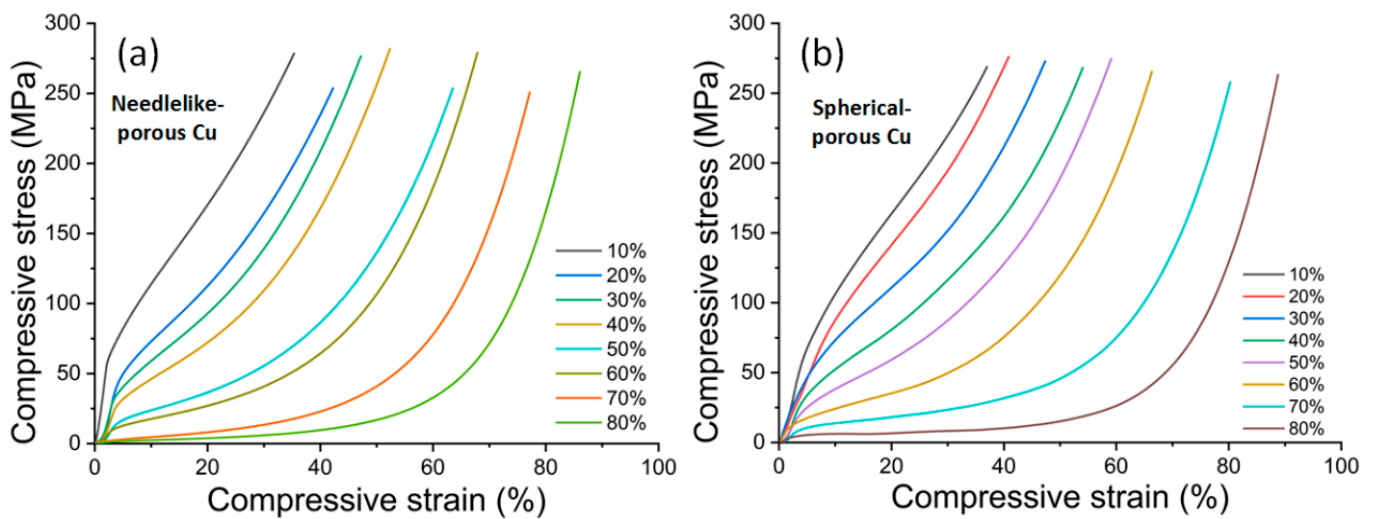 300
250
200
150
100
50
0
Compressive stress (MPa)
(a)
Needlelike-
porous Cu
10%
20%
30%
40%
50%
60%
70%
80%
0 20 40 60 80 100
Compressive strain (%)
300
250
200
150
100
50
0
Compressive stress (MPa)
(b)
Spherical-
porous Cu
10%
20%
30%
40%
50%
60%
70%
80%
0 20 40 60 80 100
Compressive strain (%)